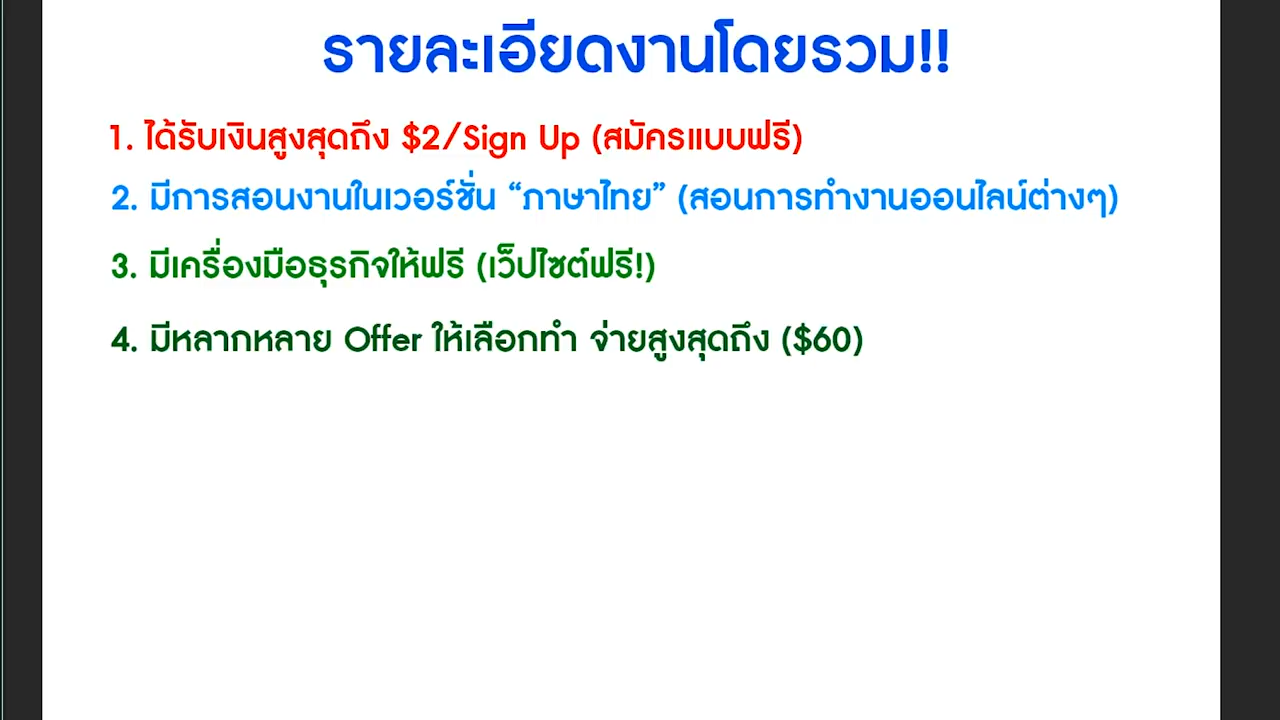 รายละเอียดงานโดยรวม!!
1. ได้รับเงินสูงสุดถึง $2/Sign Up (สมัครแบบฟรี)
2. มีการสอนงานในเวอร์ชั่น “ภาษาไทย” (สอนการทำงานออนไลน์ต่างๆ)
3. มีเครื่องมือธุรกิจให้ฟรี (เว็ปไซต์ฟรี!)
4. มีหลากหลาย Offer ให้เลือกทำ จ่ายสูงสุดถึง ($60)